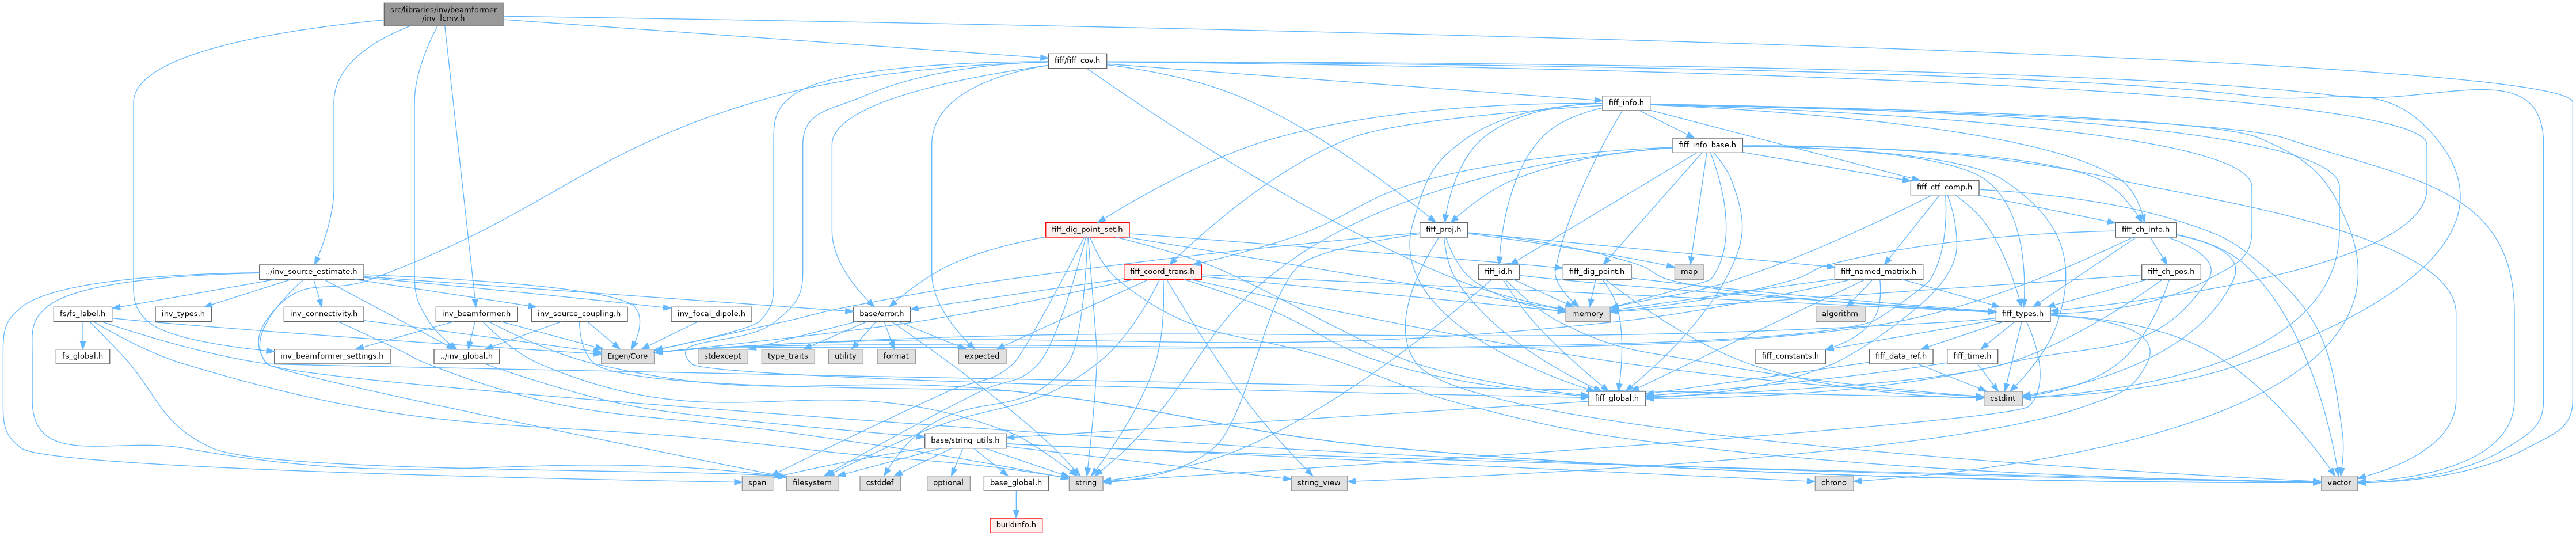 src/libraries/inv/beamformer
/inv_lcmv.h
fiff/fiff_cov.h
fiff_info.h
fiff_info_base.h
fiff_ctf_comp.h
fiff_dig_point_set.h
fiff_proj.h
fiff_ch_info.h
../inv_source_estimate.h
fiff_coord_trans.h
fiff_id.h
fiff_dig_point.h
map
fiff_named_matrix.h
fiff_ch_pos.h
fs/fs_label.h
inv_types.h
inv_connectivity.h
inv_beamformer.h
inv_source_coupling.h
inv_focal_dipole.h
base/error.h
memory
algorithm
fiff_types.h
fs_global.h
inv_beamformer_settings.h
../inv_global.h
Eigen/Core
stdexcept
type_traits
utility
format
expected
fiff_constants.h
fiff_data_ref.h
fiff_time.h
fiff_global.h
cstdint
base/string_utils.h
span
filesystem
cstddef
optional
base_global.h
string
string_view
chrono
vector
buildinfo.h